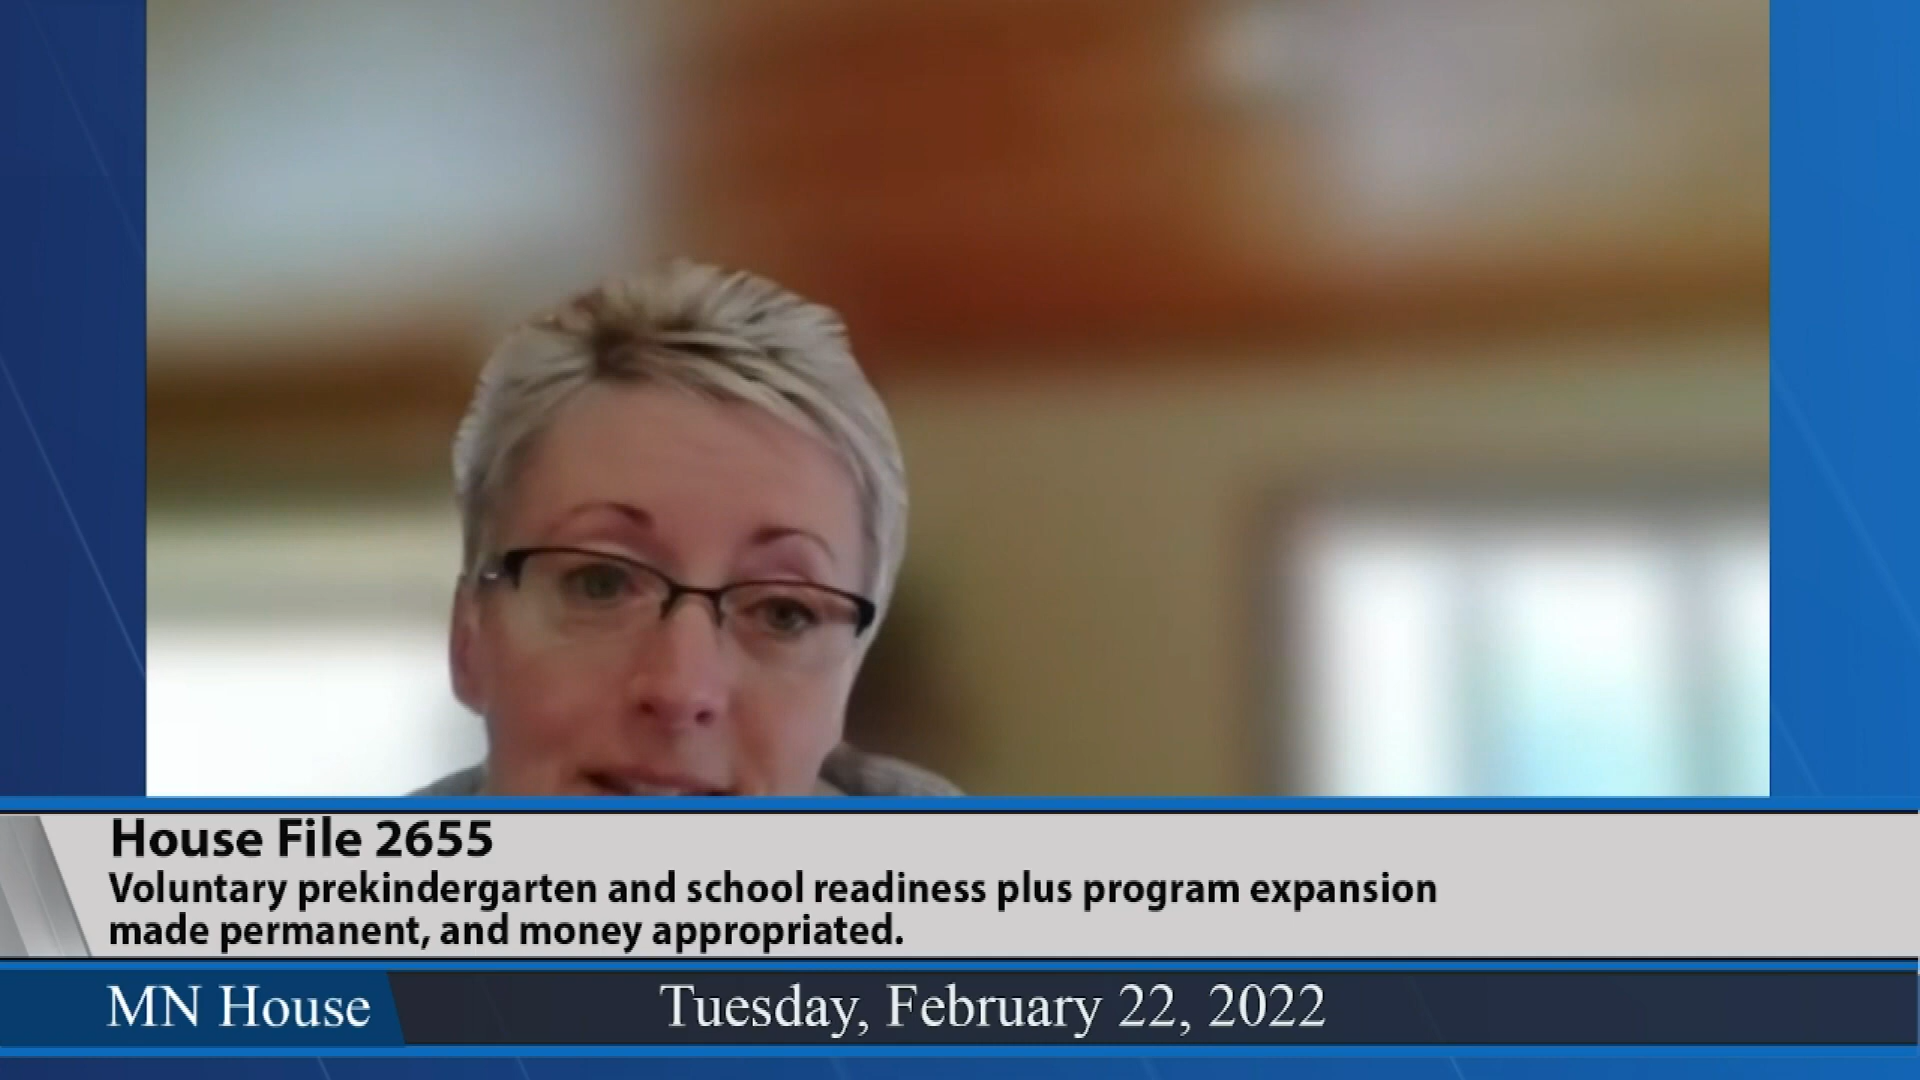 House File 2655
Voluntary prekindergarten and school readiness plus program expansion
made permanent, and money appropriated.
MN House
Tuesday, February 22, 2022